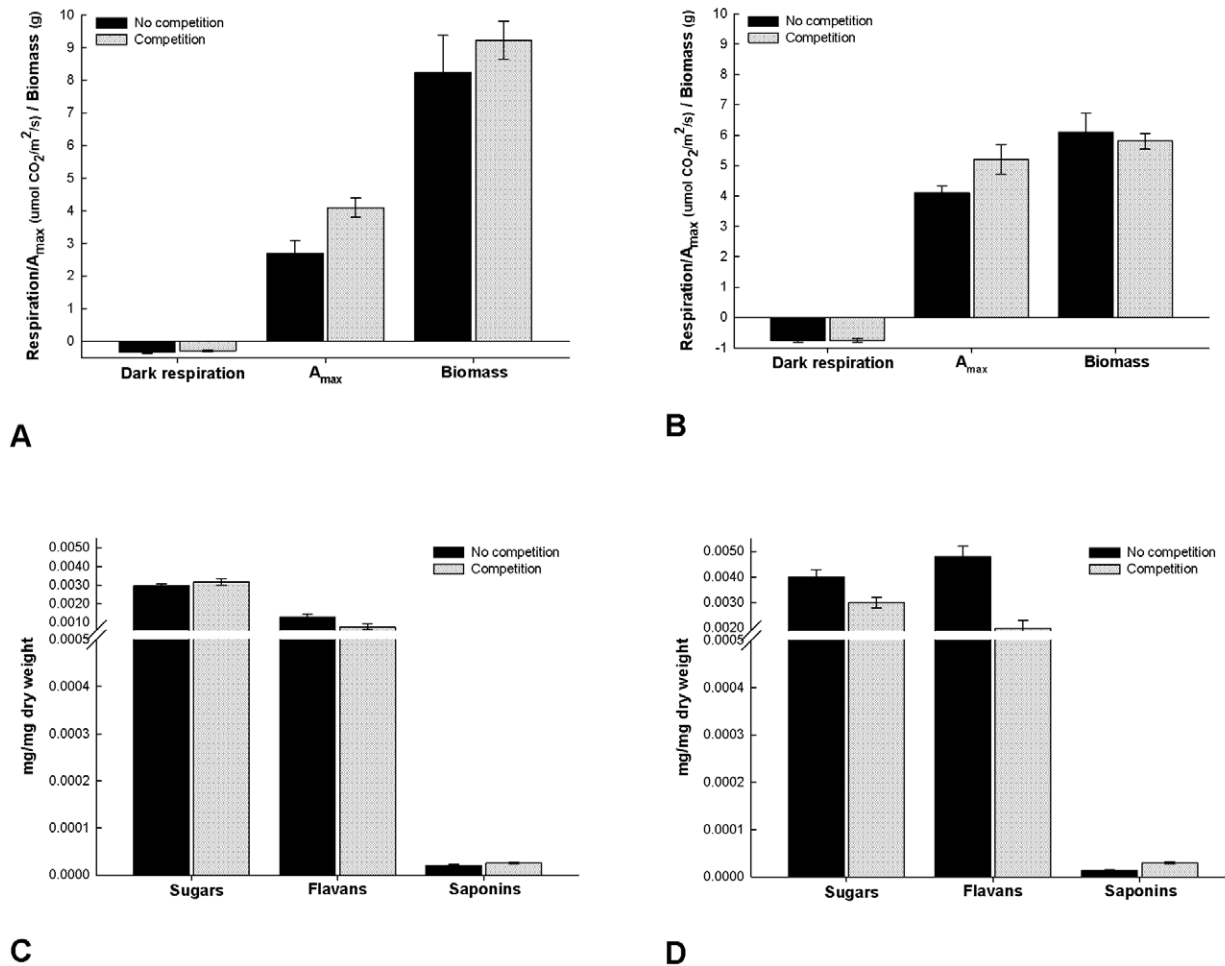 No competition
Competition
Respiration/Amax (umol CO2/m2/s) / Biomass (g)
10
9
8
7
6
5
4
3
2
1
0
Dark respiration Amax Biomass
A
No competition
Competition
Respiration/Amax (umol CO2/m2/s) / Biomass (g)
10
9
8
7
6
5
4
3
2
1
0
-1
Dark respiration Amax Biomass
B
No competition
Competition
mg/mg dry weight
0.0050
0.0040
0.0030
0.0020
0.0010
0.0005
0.0004
0.0003
0.0002
0.0001
0.0000
Sugars Flavans Saponins
C
No competition
Competition
mg/mg dry weight
0.0050
0.0040
0.0030
0.0020
0.0005
0.0004
0.0003
0.0002
0.0001
0.0000
Sugars Flavans Saponins
D